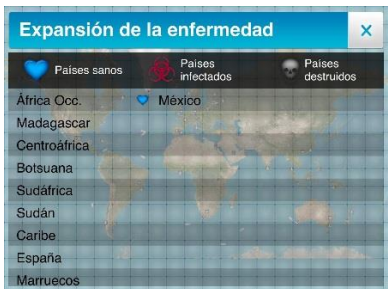 Expansión de la enfermedad
Países sanos
Países
infectados
Países
destruidos
África Occ.
México
Madagascar
Centroáfrica
Botsuana
Sudáfrica
Sudán
Caribe
España
Marruecos